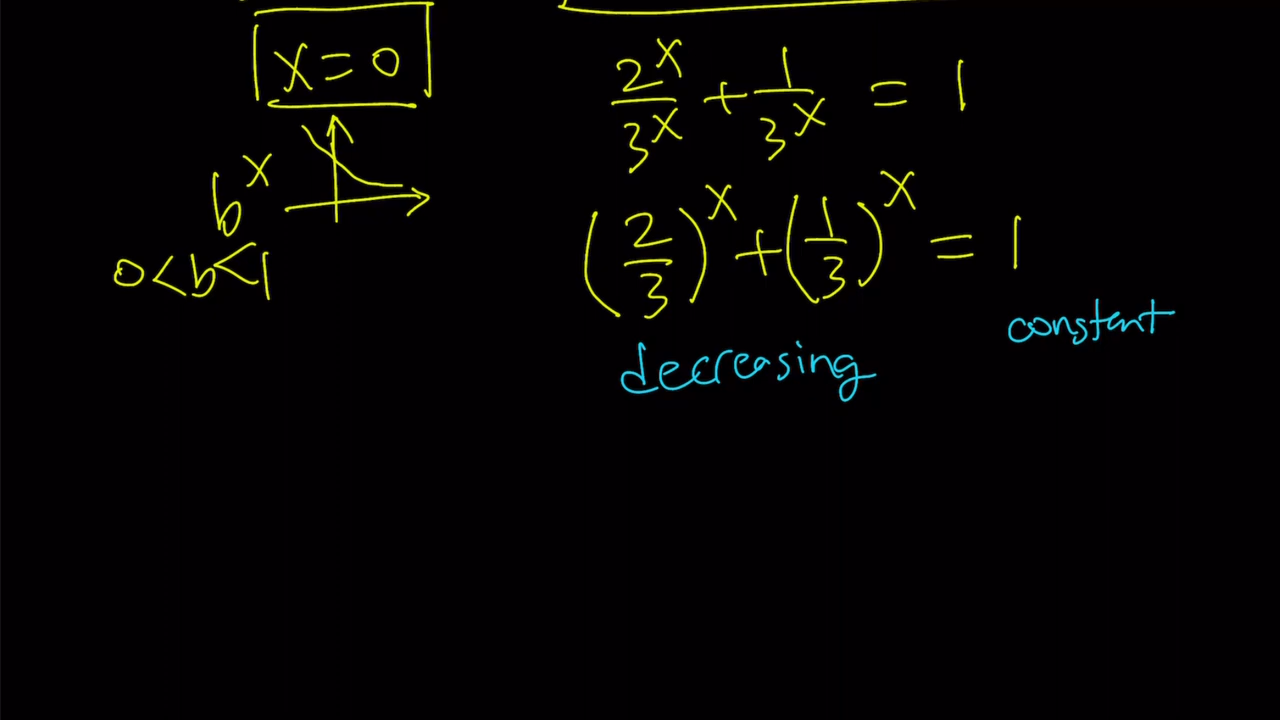 x = 0
b^x
0 < b < 1
2^x/3^x + 1/3^x = 1
(2/3)^x + (1/3)^x = 1
constant
decreasing